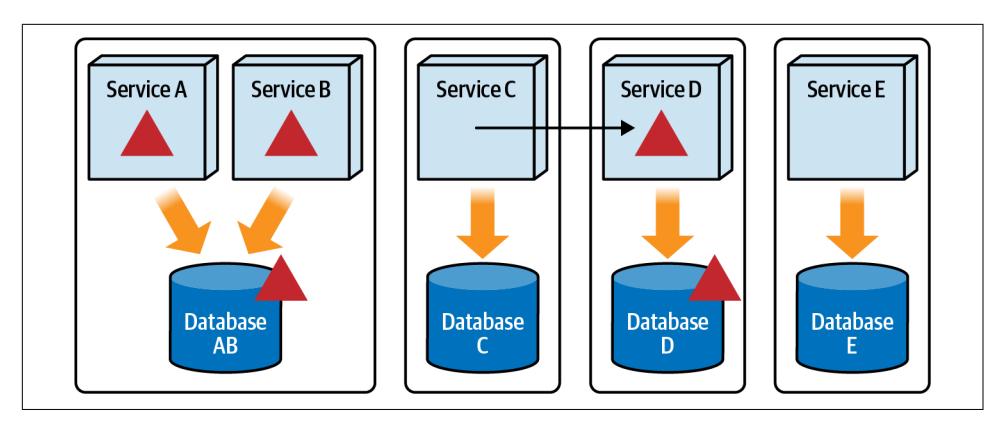 Service A
Service B
Service C
Service D
Service E
Database
AB
Database
C
Database
D
Database
E